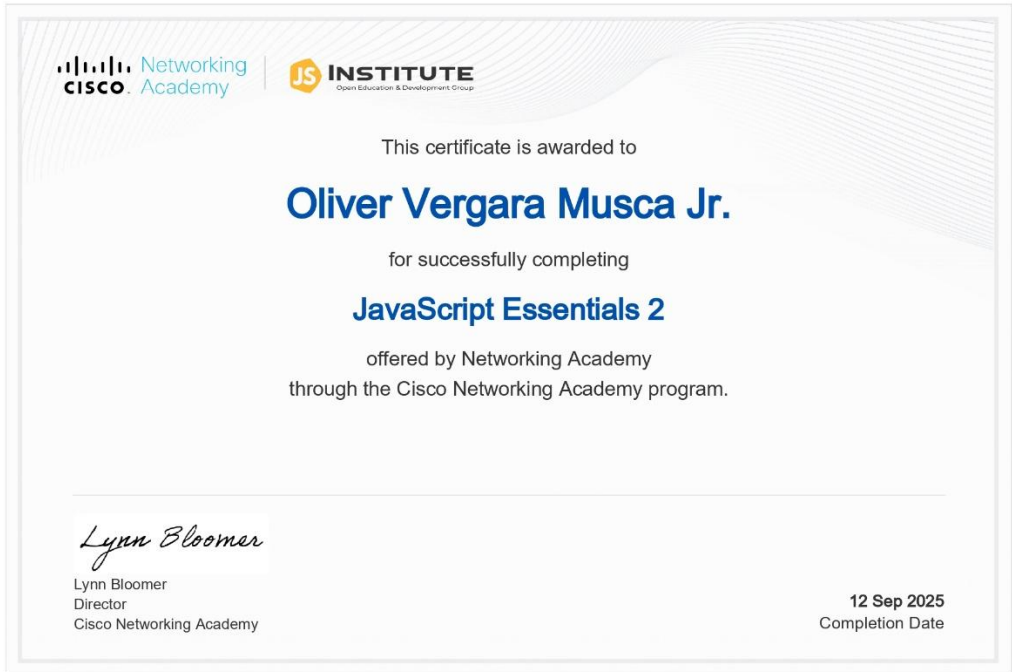 Networking
CISCO Academy
JS INSTITUTE
Open Education & Development Group
This certificate is awarded to
Oliver Vergara Musca Jr.
for successfully completing
JavaScript Essentials 2
offered by Networking Academy
through the Cisco Networking Academy program.
Lynn Bloomer
Lynn Bloomer
Director
Cisco Networking Academy
12 Sep 2025
Completion Date